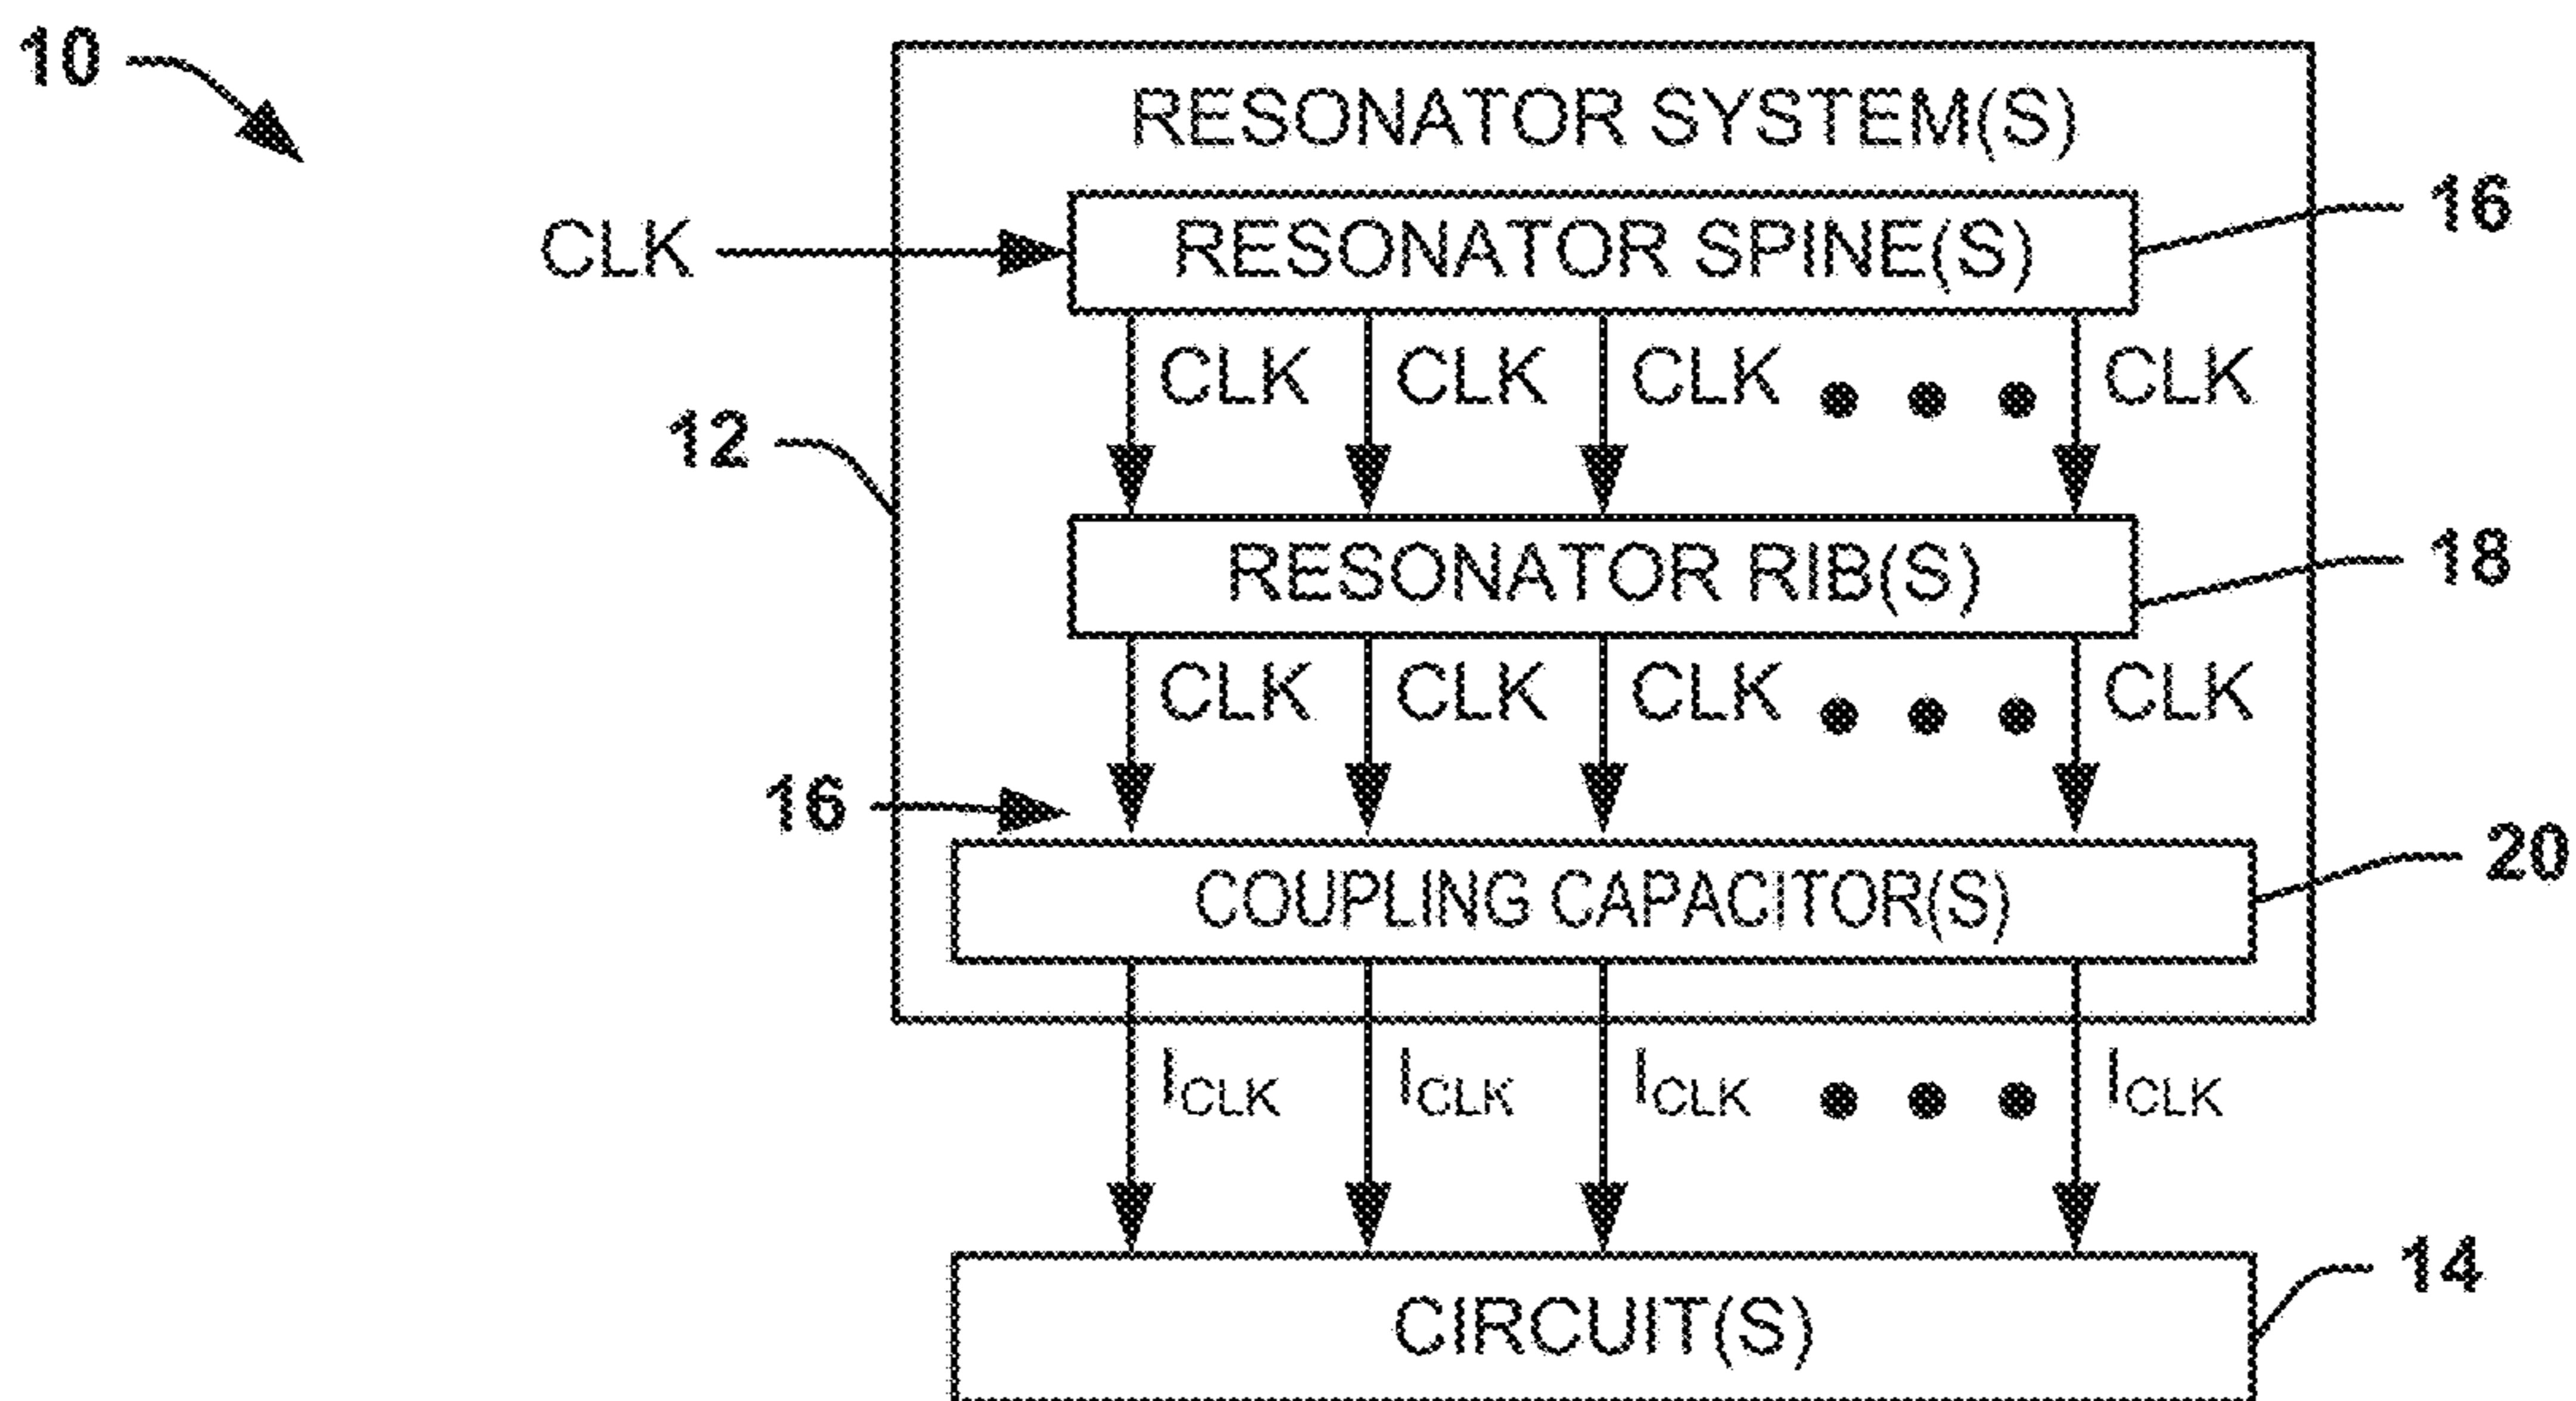 10
RESONATOR SYSTEM(S)
CLK
RESONATOR SPINE(S)
16
CLK CLK CLK CLK
12
RESONATOR RIB(S)
18
CLK CLK CLK CLK
16
COUPLING CAPACITOR(S)
20
ICLK ICLK ICLK ICLK
CIRCUIT(S)
14